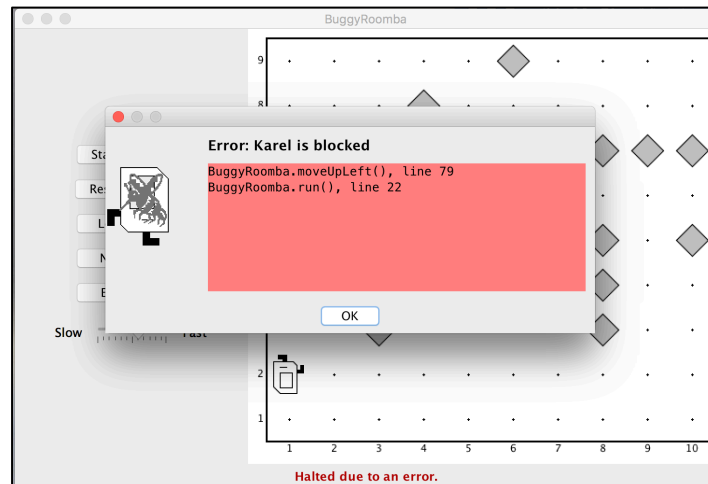 BuggyRoomba
9
8
Error: Karel is blocked
BuggyRoomba.moveUpLeft(), line 79
BuggyRoomba.run(), line 22
OK
Slow
Fast
2
1
1 2 3 4 5 6 7 8 9 10
Halted due to an error.